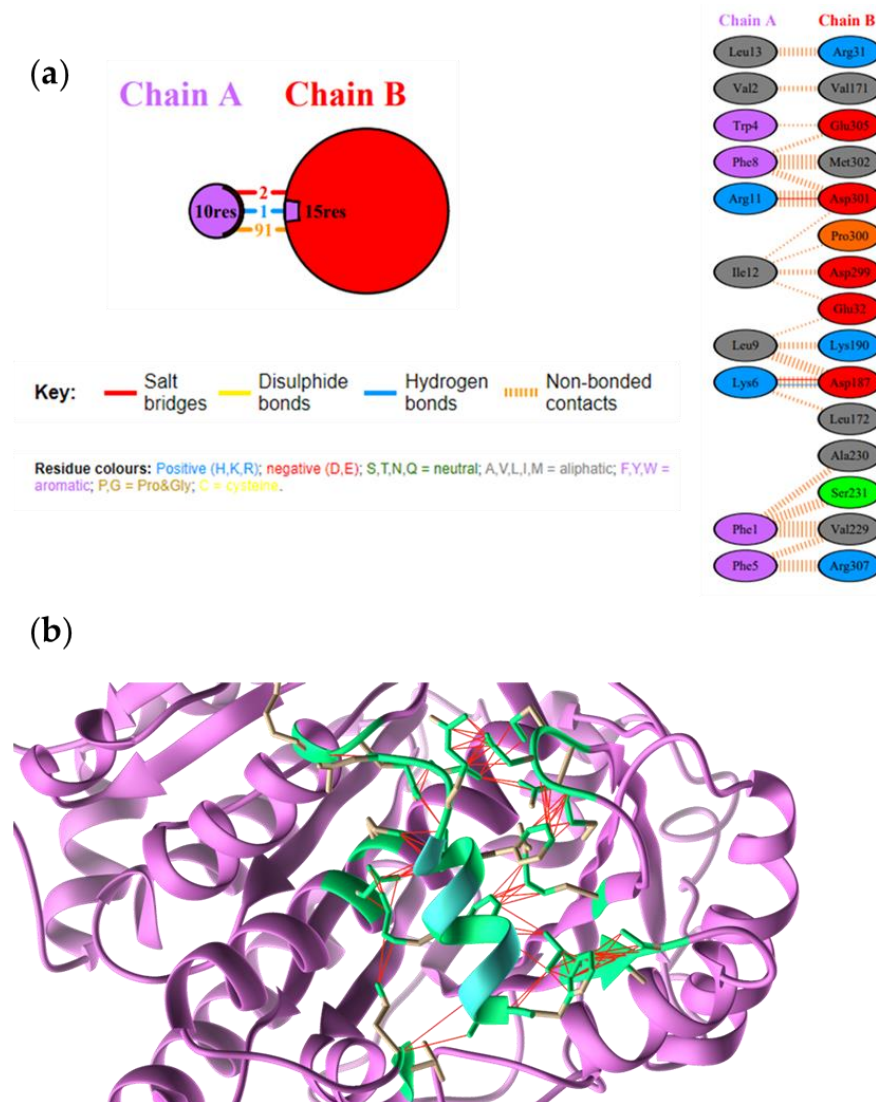 (a)
Chain A Chain B
2
10res 1 15res
91
Key: Salt bridges Disulphide bonds Hydrogen bonds Non-bonded contacts
Residue colours: Positive (H,K,R); negative (D,E); S,T,N,Q = neutral; A,V,L,I,M = aliphatic; F,Y,W =
aromatic; P,G = Pro&Gly; C = cysteine.
Chain A Chain B
Leu13 Arg31
Val2 Val171
Trp4 Glu305
Phe8 Met302
Arg11 Asp301
Pro300
Ile12 Asp299
Glu32
Leu9 Lys190
Lys6 Asp187
Leu172
Ala230
Ser231
Phe1 Val229
Phe5 Arg307
(b)